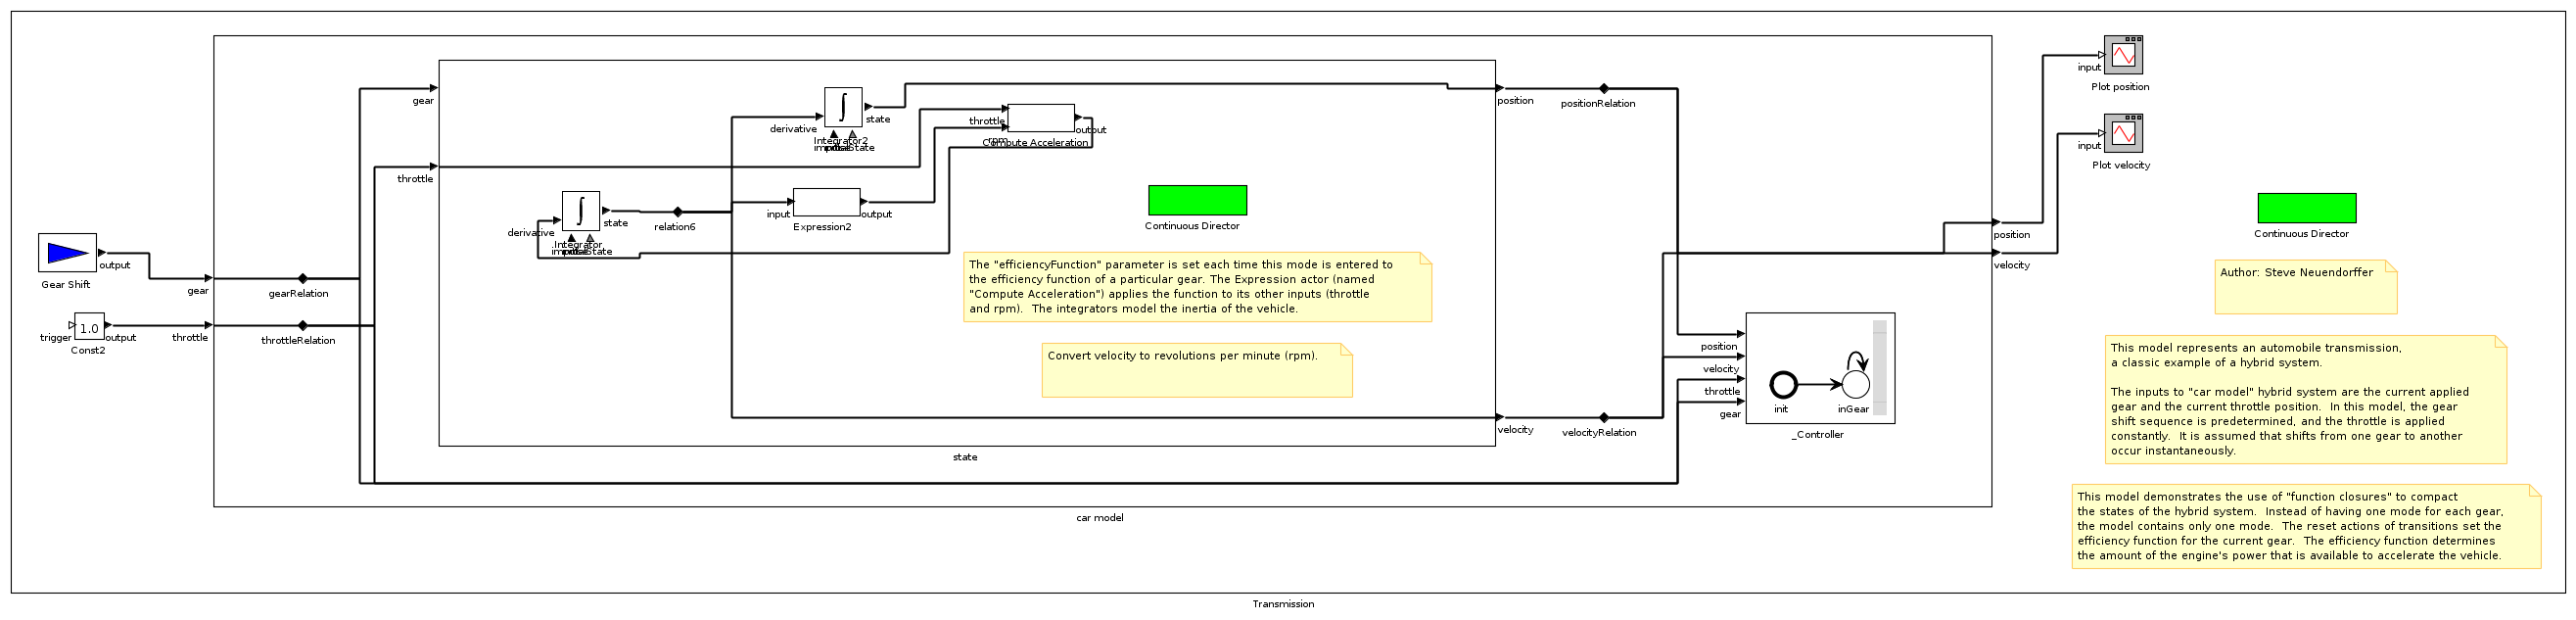 gear
throttle
derivative
state
Integrator2
throttle
output
Compute Acceleration
position
positionRelation
input
Plot position
input
Plot velocity
derivative
state
Integrator
relation6
input
output
Expression2
Continuous Director
The "efficiencyFunction" parameter is set each time this mode is entered to
the efficiency function of a particular gear. The Expression actor (named
"Compute Acceleration") applies the function to its other inputs (throttle
and rpm).  The integrators model the inertia of the vehicle.
Convert velocity to revolutions per minute (rpm).
velocity
velocityRelation
state
output
Gear Shift
gear
gearRelation
trigger
1.0
output
Const2
throttle
throttleRelation
position
velocity
throttle
gear
init
inGear
_Controller
position
velocity
car model
Continuous Director
Author: Steve Neuendorffer
This model represents an automobile transmission,
a classic example of a hybrid system.
The inputs to "car model" hybrid system are the current applied
gear and the current throttle position.  In this model, the gear
shift sequence is predetermined, and the throttle is applied
constantly.  It is assumed that shifts from one gear to another
occur instantaneously.
This model demonstrates the use of "function closures" to compact
the states of the hybrid system.  Instead of having one mode for each gear,
the model contains only one mode.  The reset actions of transitions set the
efficiency function for the current gear.  The efficiency function determines
the amount of the engine's power that is available to accelerate the vehicle.
Transmission